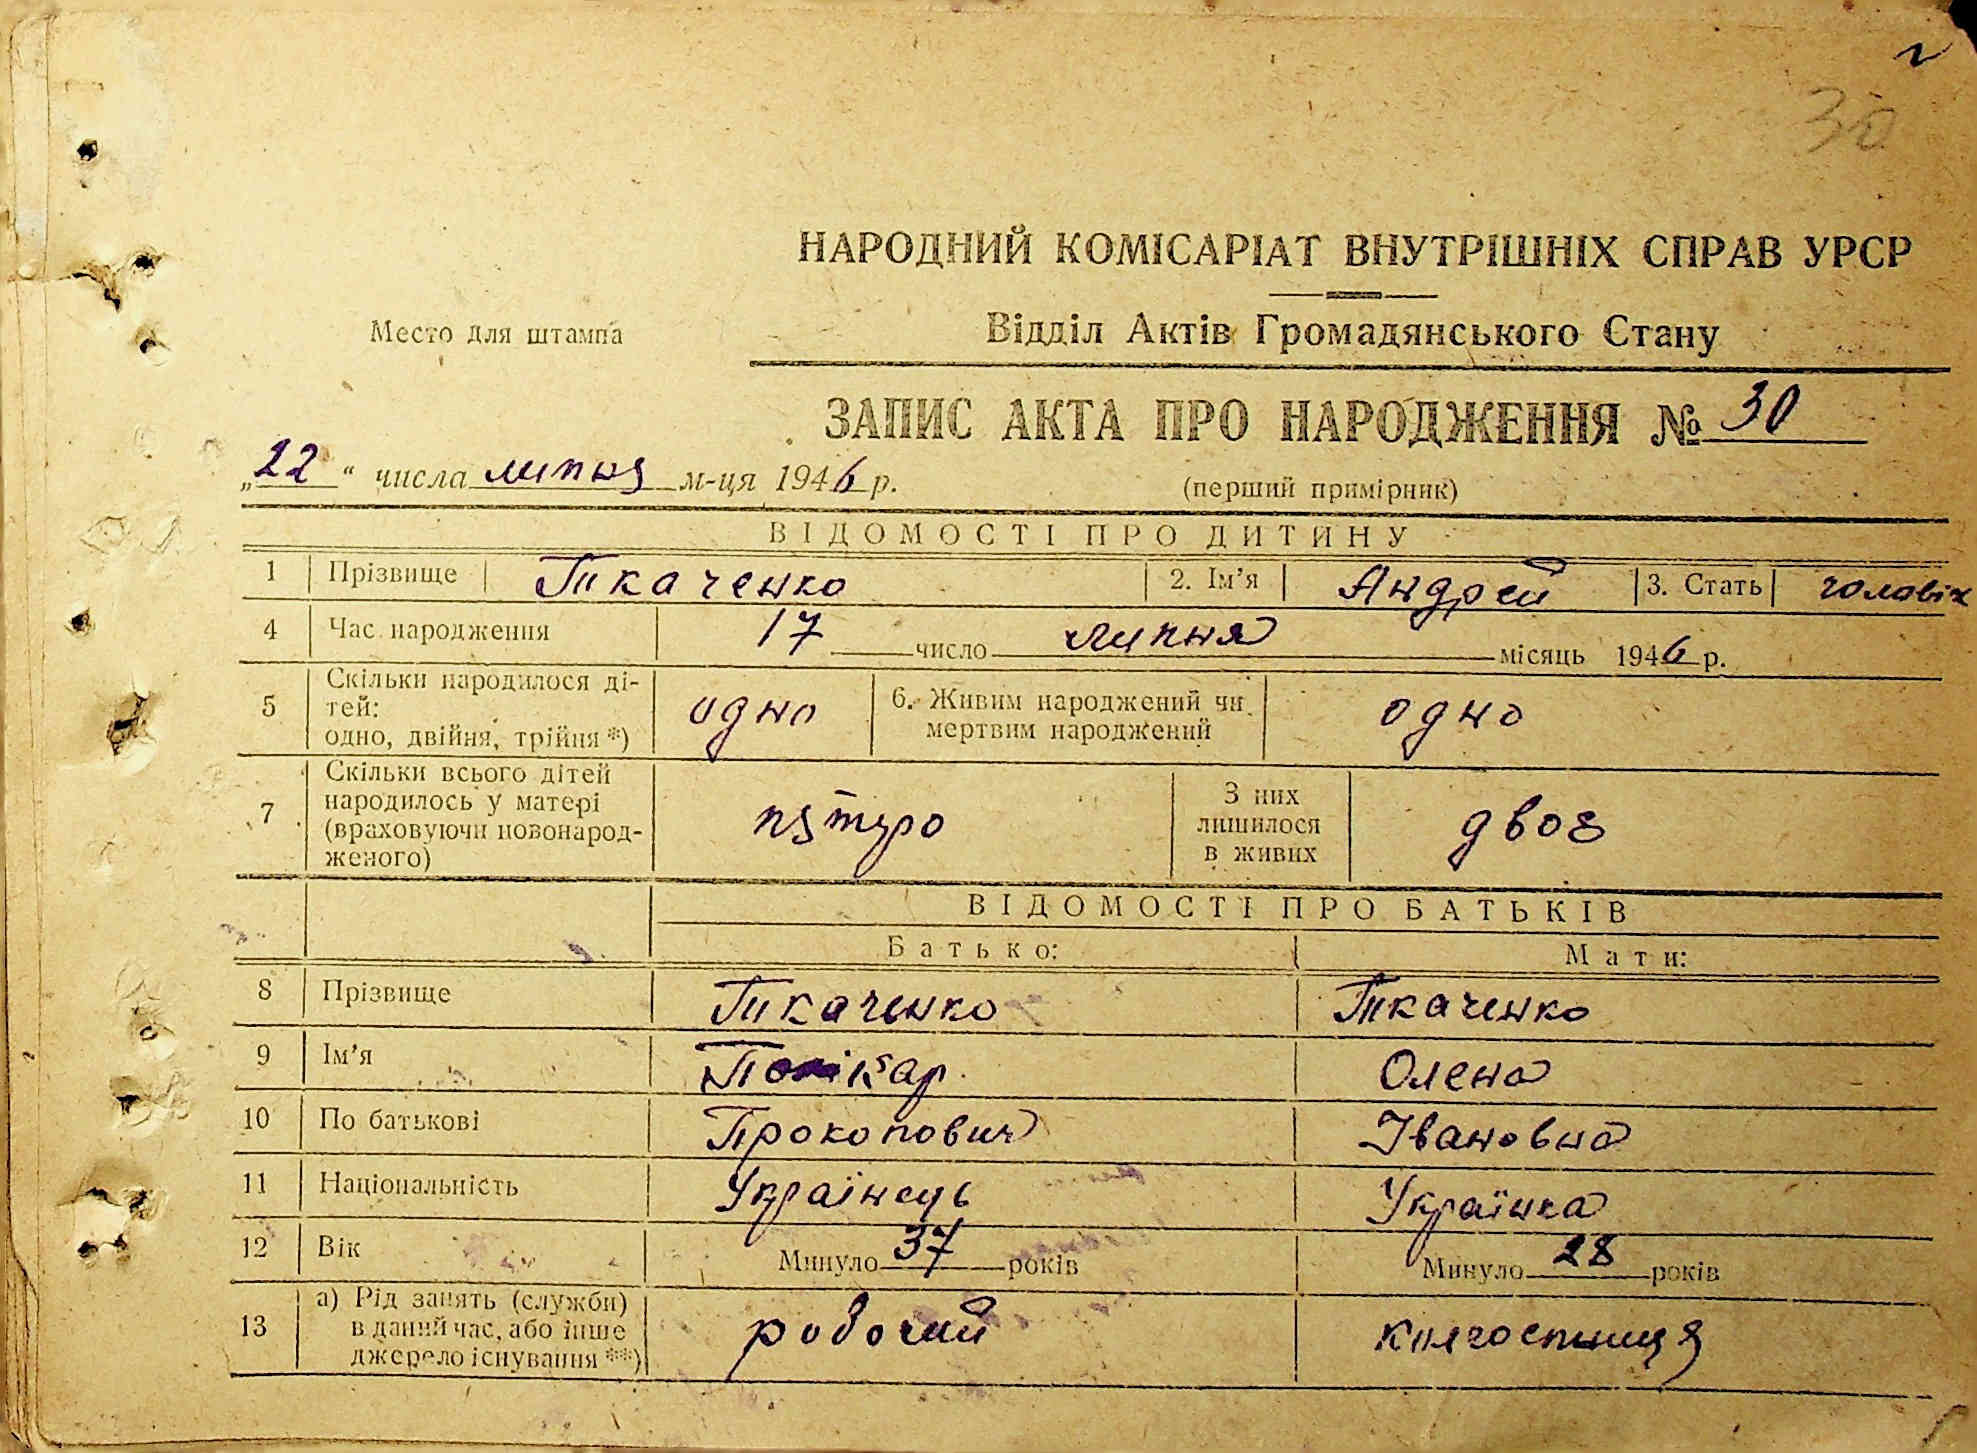 30
НАРОДНИЙ КОМІСАРІАТ ВНУТРІШНІХ СПРАВ УРСР
Место для штампа
Відділ Актів Громадянського Стану
ЗАПИС АКТА ПРО НАРОДЖЕННЯ № 30
„22“ числа липня м-ця 1946 р.
(перший примірник)
ВІДОМОСТІ ПРО ДИТИНУ
1 Прізвище Ткаченко 2. Ім’я Андрей 3. Стать чоловік
4 Час народження 17 число липня місяць 1946 р.
5 Скільки народилося ді-
тей:
одно, двійня, трійня *) одно 6. Живим народжений чи
мертвим народжений одно
7 Скільки всього дітей
народилось у матері
(враховуючи новонарод-
женого) пятеро З них
лишилося
в живих двоє
ВІДОМОСТІ ПРО БАТЬКІВ
Батько: Мати:
8 Прізвище Ткаченко Ткаченко
9 Ім’я Олена
10 По батькові Прокопович Івановна
11 Національність Українець Українка
12 Вік Минуло 37 років Минуло 28 років
13 а) Рід занять (служби)
в даний час, або інше
джерело існування **) робочий колгоспниця